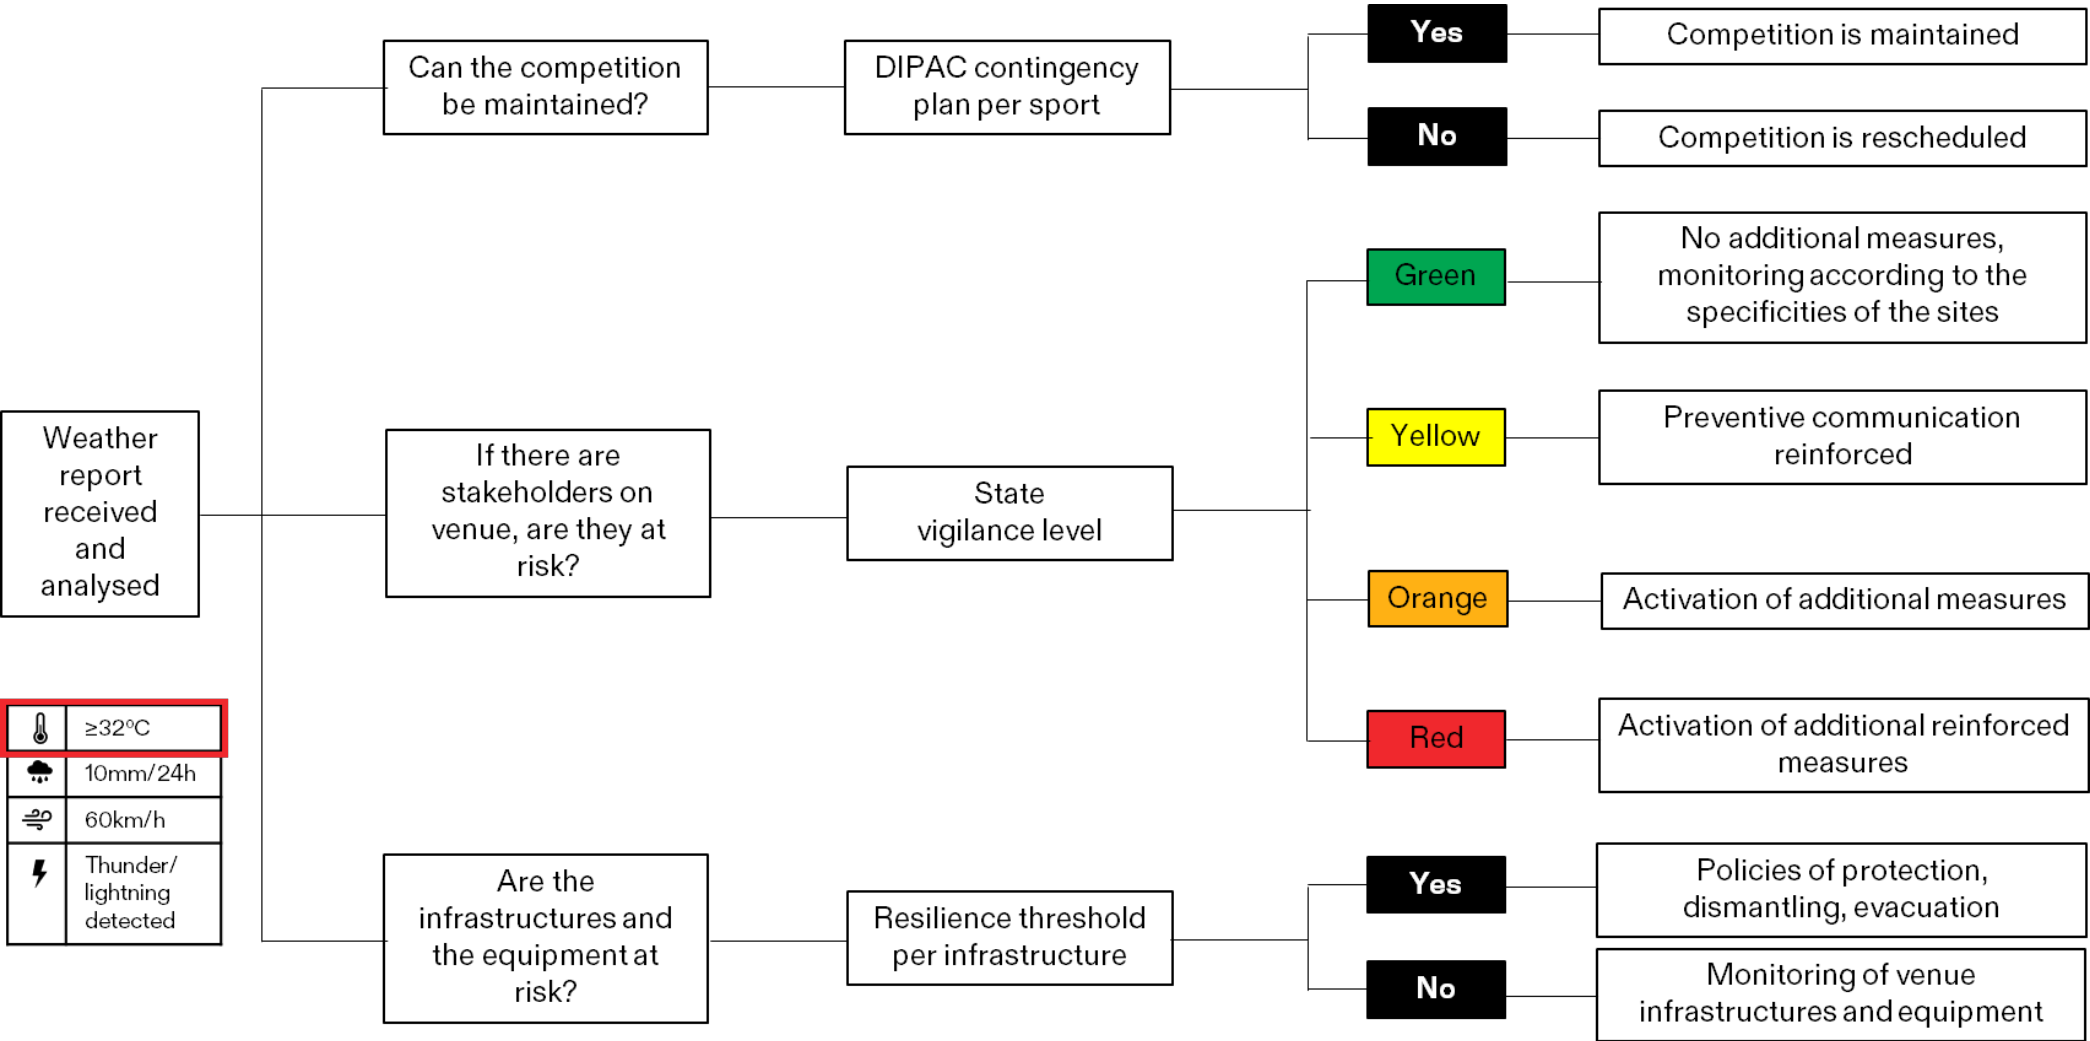 Weather
report
received
and
analysed
≥32ºC
10mm/24h
60km/h
Thunder/
lightning
detected
Can the competition
be maintained?
DIPAC contingency
plan per sport
Yes
Competition is maintained
No
Competition is rescheduled
If there are
stakeholders on
venue, are they at
risk?
State
vigilance level
Green
No additional measures,
monitoring according to the
specificities of the sites
Yellow
Preventive communication
reinforced
Orange
Activation of additional measures
Red
Activation of additional reinforced
measures
Are the
infrastructures and
the equipment at
risk?
Resilience threshold
per infrastructure
Yes
Policies of protection,
dismantling, evacuation
No
Monitoring of venue
infrastructures and equipment